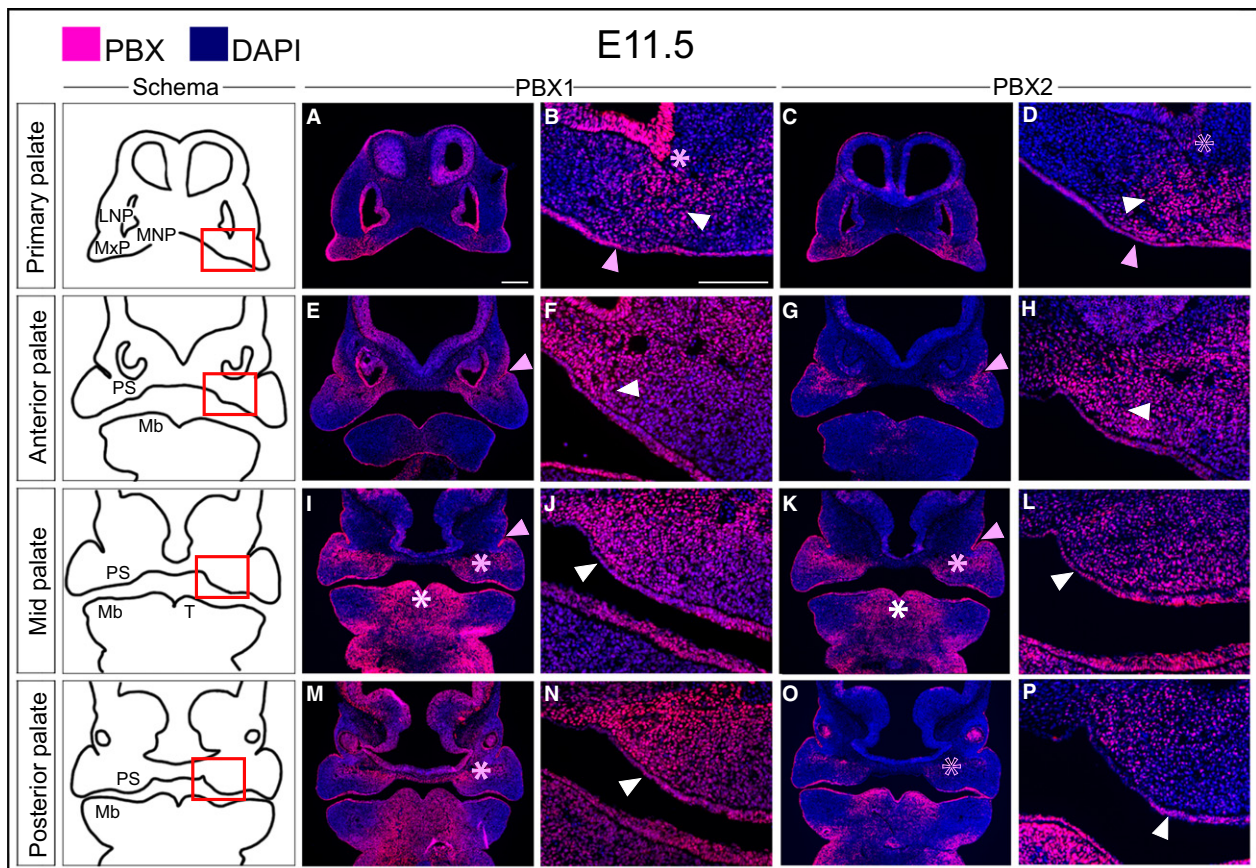 PBX DAPI E11.5
Schema PBX1 PBX2
Primary palate
LNP
MNP
MxP
A B C D
Anterior palate
PS
Mb
E F G H
Mid palate
PS
Mb T
I J K L
Posterior palate
PS
Mb
M N O P